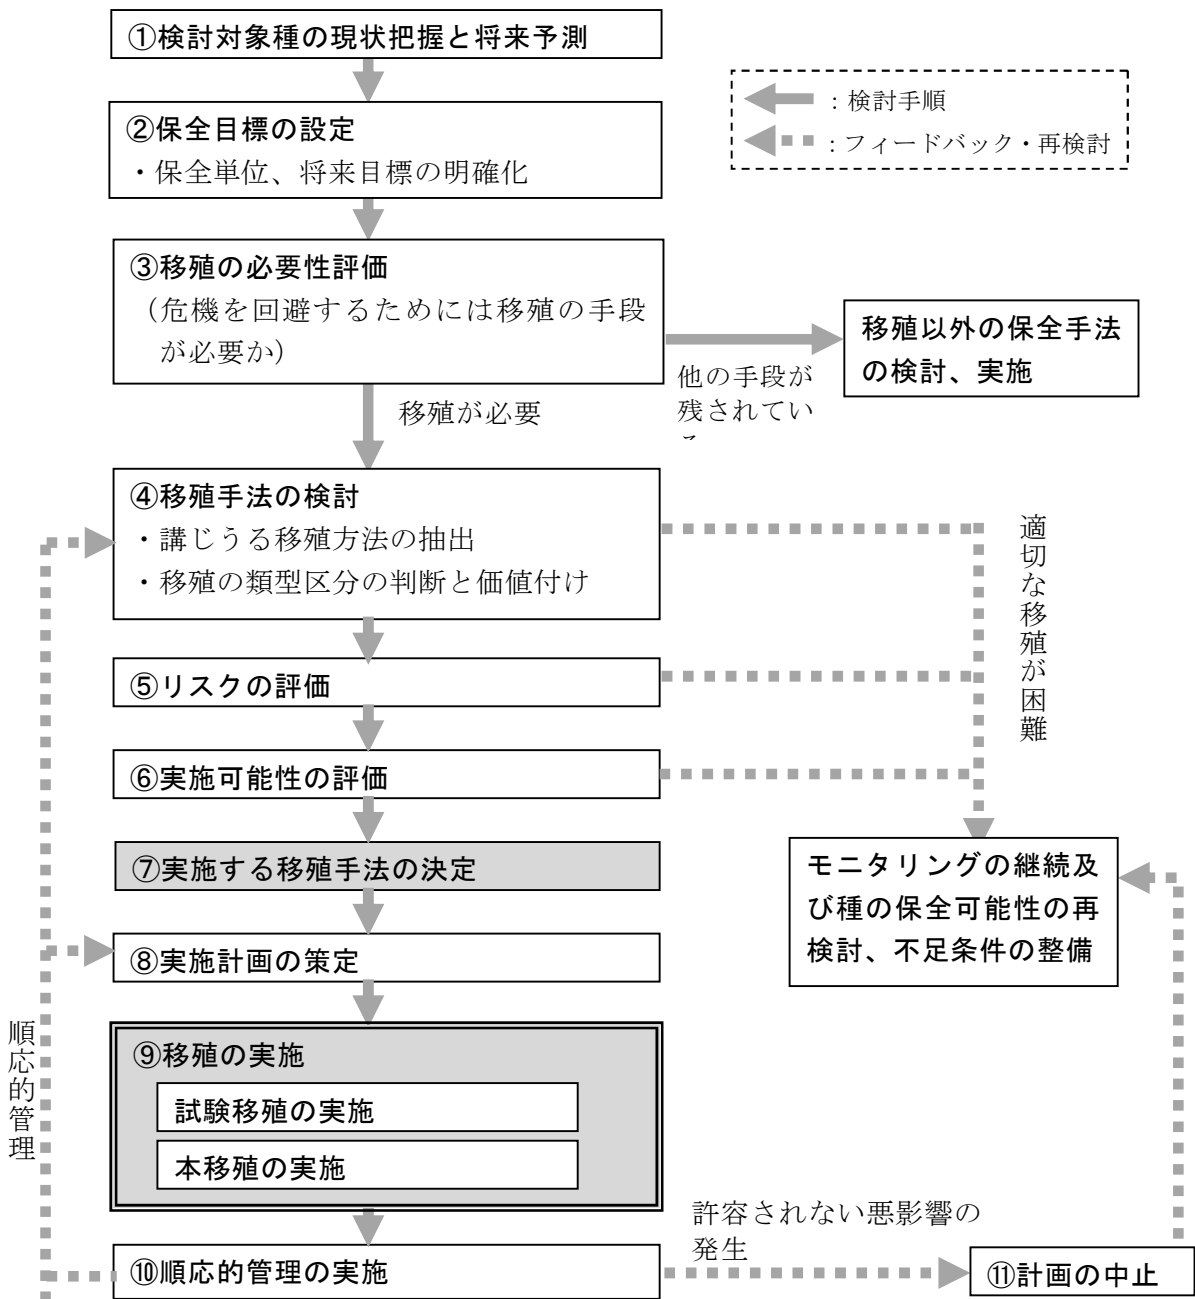 ①検討対象種の現状把握と将来予測
：検討手順
：フィードバック・再検討
②保全目標の設定
・保全単位、将来目標の明確化
③移殖の必要性評価
（危機を回避するためには移殖の手段
が必要か）
移殖以外の保全手法
の検討、実施
他の手段が
残されてい
移殖が必要
④移殖手法の検討
・講じうる移殖方法の抽出
・移殖の類型区分の判断と価値付け
適切な移殖が困難
⑤リスクの評価
⑥実施可能性の評価
⑦実施する移殖手法の決定
モニタリングの継続及
び種の保全可能性の再
検討、不足条件の整備
⑧実施計画の策定
順応的管理
⑨移殖の実施
試験移殖の実施
本移殖の実施
許容されない悪影響の
発生
⑩順応的管理の実施
⑪計画の中止